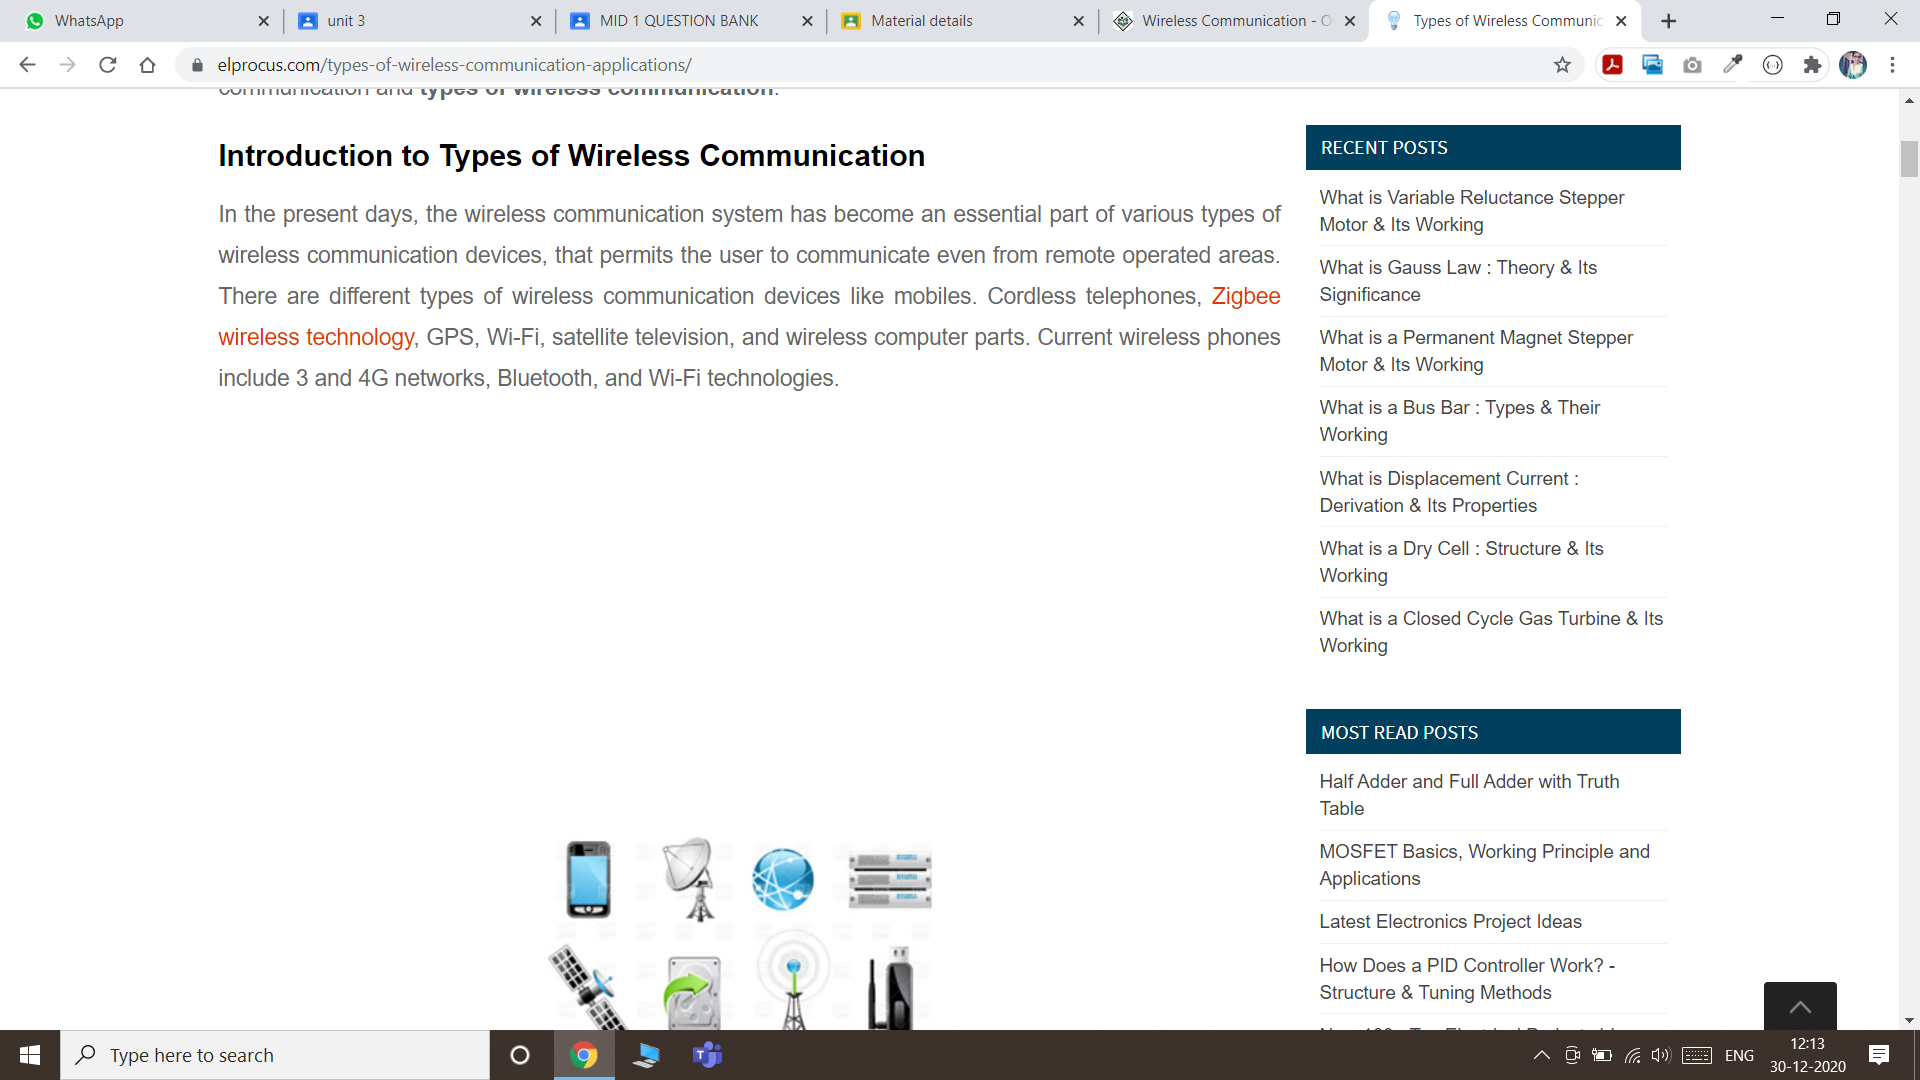 WhatsApp
unit 3
MID 1 QUESTION BANK
Material details
Wireless Communication - O
Types of Wireless Communic
elprocus.com/types-of-wireless-communication-applications/
communication and types of wireless communication.
Introduction to Types of Wireless Communication
In the present days, the wireless communication system has become an essential part of various types of
wireless communication devices, that permits the user to communicate even from remote operated areas.
There are different types of wireless communication devices like mobiles. Cordless telephones, Zigbee
wireless technology, GPS, Wi-Fi, satellite television, and wireless computer parts. Current wireless phones
include 3 and 4G networks, Bluetooth, and Wi-Fi technologies.
RECENT POSTS
What is Variable Reluctance Stepper
Motor & Its Working
What is Gauss Law : Theory & Its
Significance
What is a Permanent Magnet Stepper
Motor & Its Working
What is a Bus Bar : Types & Their
Working
What is Displacement Current :
Derivation & Its Properties
What is a Dry Cell : Structure & Its
Working
What is a Closed Cycle Gas Turbine & Its
Working
MOST READ POSTS
Half Adder and Full Adder with Truth
Table
MOSFET Basics, Working Principle and
Applications
Latest Electronics Project Ideas
How Does a PID Controller Work? -
Structure & Tuning Methods
Type here to search
ENG
12:13
30-12-2020